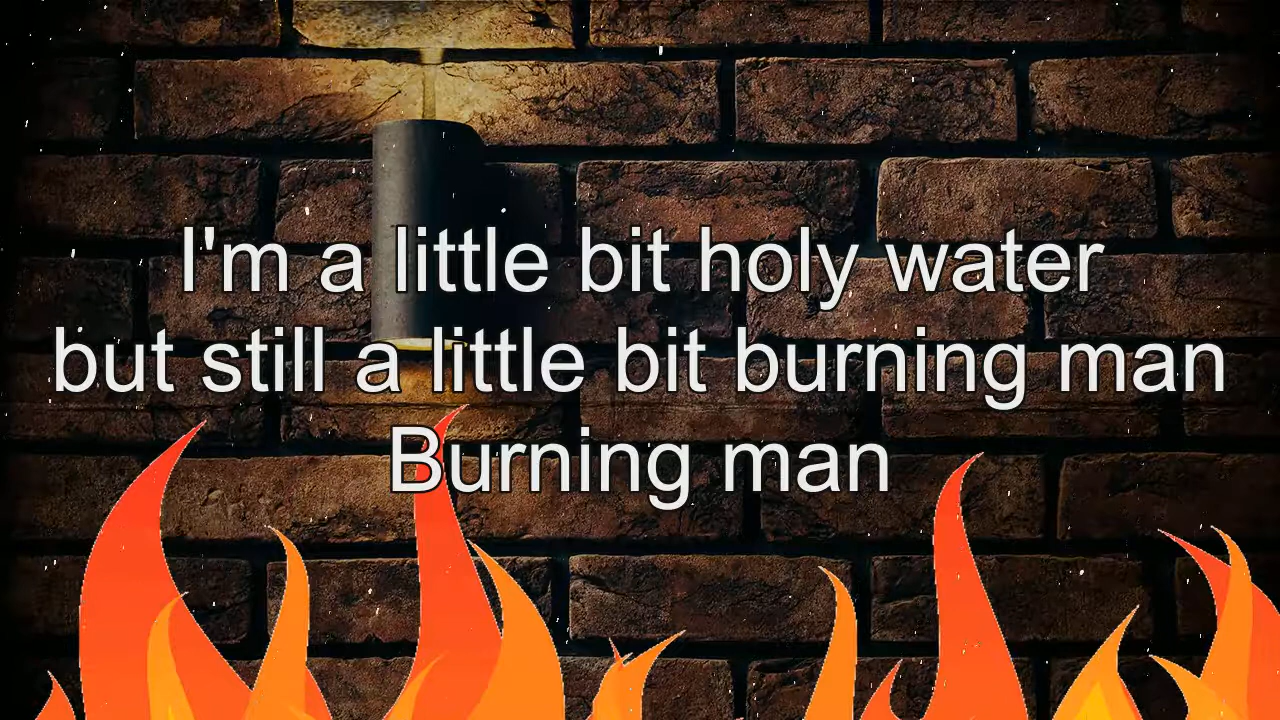 I'm a little bit holy water
but still a little bit burning man
Burning man